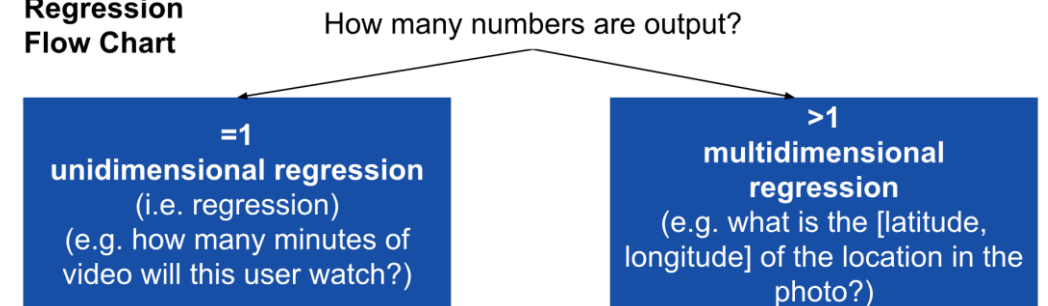 Regression
Flow Chart
How many numbers are output?
=1
unidimensional regression
(i.e. regression)
(e.g. how many minutes of
video will this user watch?)
>1
multidimensional
regression
(e.g. what is the [latitude,
longitude] of the location in the
photo?)